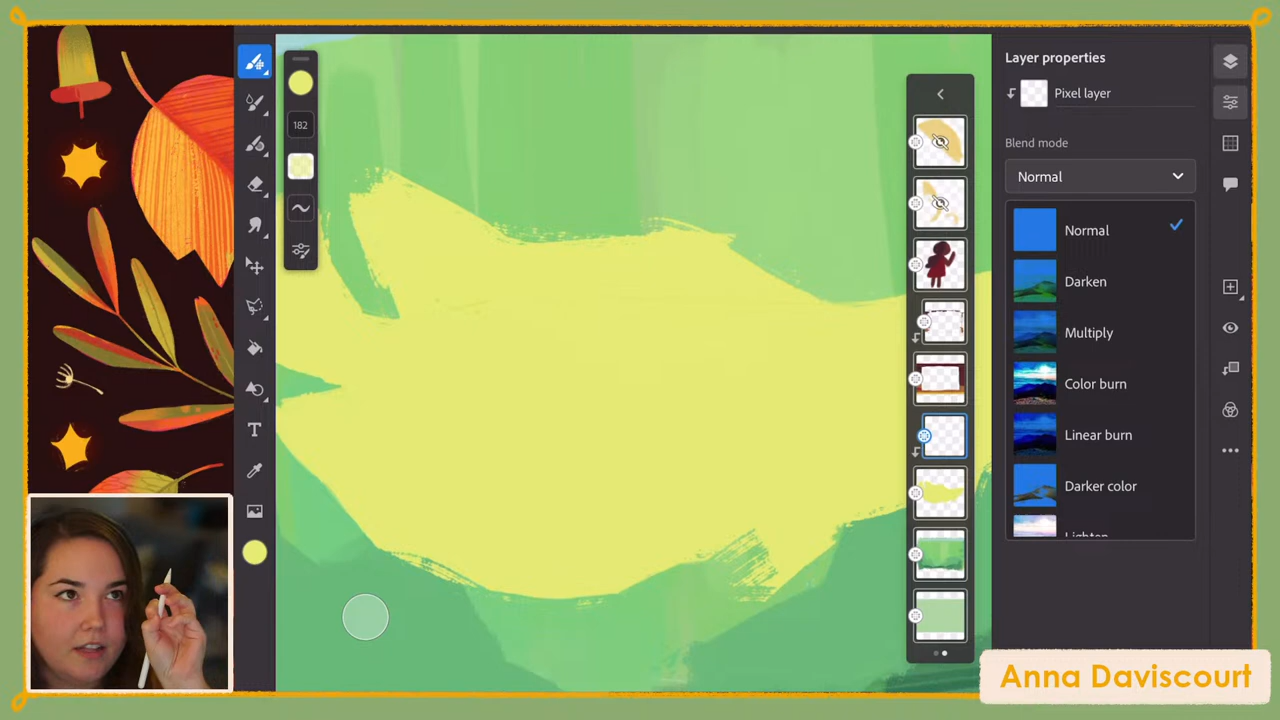 182
T
Layer properties
Pixel layer
Blend mode
Normal
Normal
Darken
Multiply
Color burn
Linear burn
Darker color
Anna Daviscourt